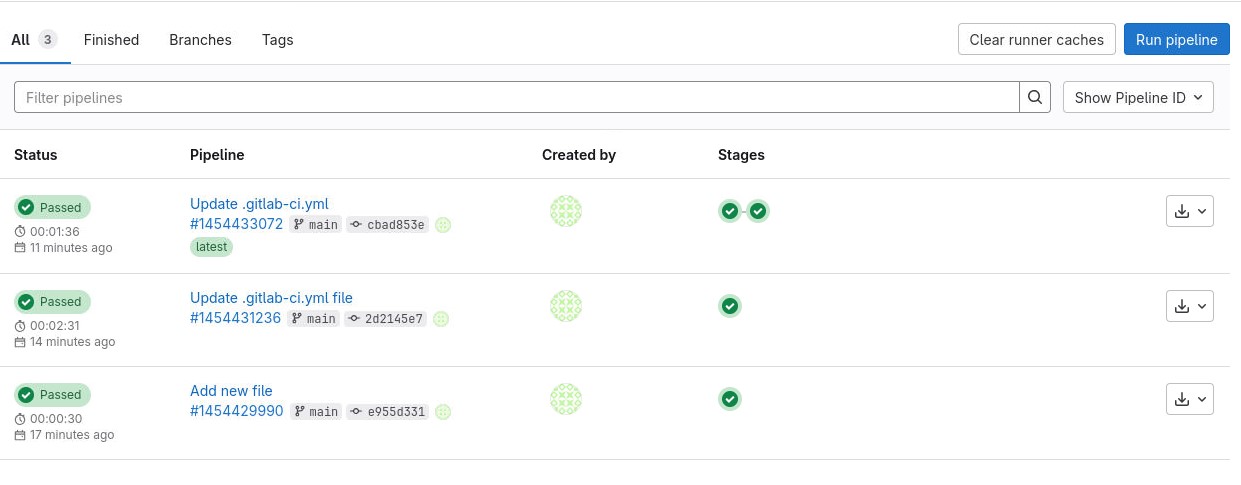 All 3 Finished Branches Tags Clear runner caches Run pipeline
Filter pipelines Show Pipeline ID
Status Pipeline Created by Stages
Passed Update .gitlab-ci.yml
00:01:36 #1454433072 main cbad853e
11 minutes ago latest
Passed Update .gitlab-ci.yml file
00:02:31 #1454431236 main 2d2145e7
14 minutes ago
Passed Add new file
00:00:30 #1454429990 main e955d331
17 minutes ago